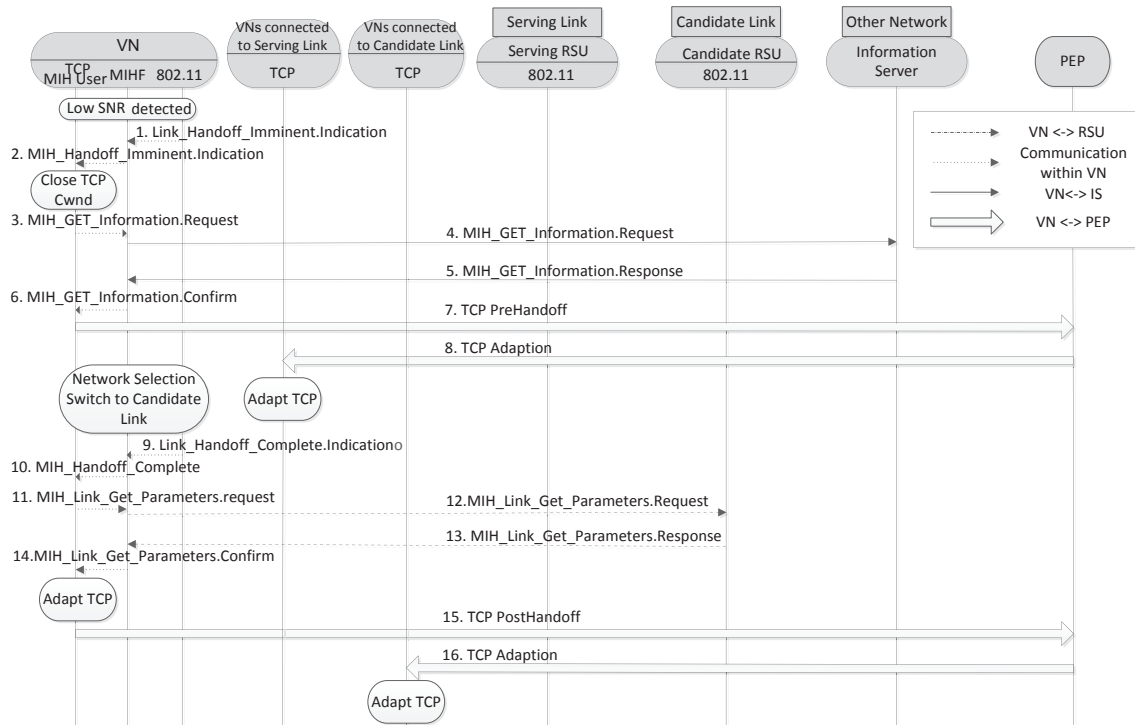 VN
TCP
MIH User
MIHF
802.11
VNs connected
to Serving Link
TCP
VNs connected
to Candidate Link
TCP
Serving Link
Serving RSU
802.11
Candidate Link
Candidate RSU
802.11
Other Network
Information
Server
PEP
Low SNR detected
1. Link_Handoff_Imminent.Indication
2. MIH_Handoff_Imminent.Indication
Close TCP
Cwnd
3. MIH_GET_Information.Request
4. MIH_GET_Information.Request
5. MIH_GET_Information.Response
6. MIH_GET_Information.Confirm
7. TCP PreHandoff
8. TCP Adaption
Network Selection
Switch to Candidate
Link
Adapt TCP
9. Link_Handoff_Complete.Indicationo
10. MIH_Handoff_Complete
11. MIH_Link_Get_Parameters.request
12.MIH_Link_Get_Parameters.Request
13. MIH_Link_Get_Parameters.Response
14.MIH_Link_Get_Parameters.Confirm
Adapt TCP
15. TCP PostHandoff
16. TCP Adaption
Adapt TCP
VN <-> RSU
Communication
within VN
VN<-> IS
VN <-> PEP